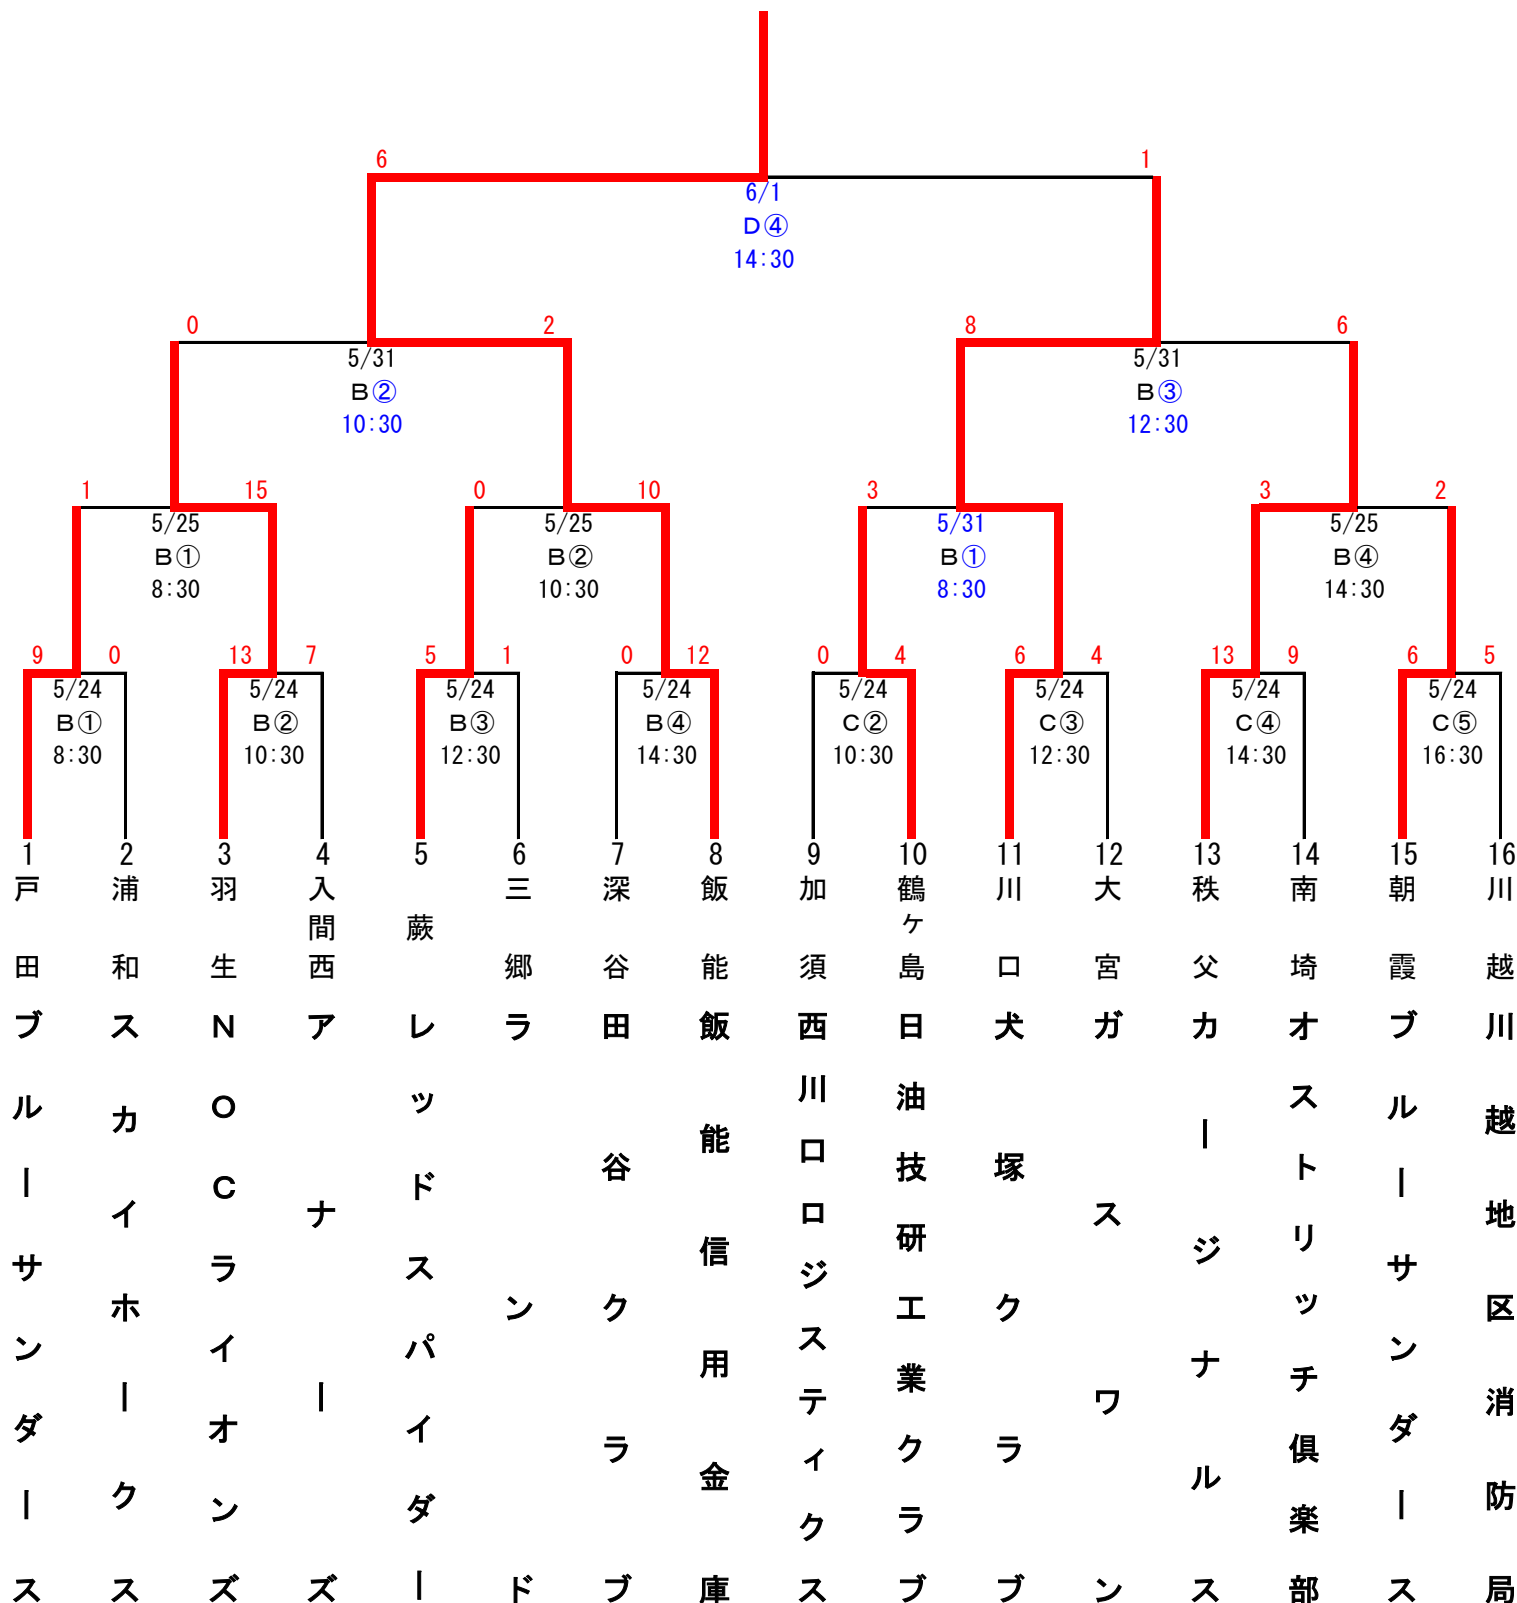 6 1
6/1
D④
14:30
0 2 8 6
5/31 5/31
B② B③
10:30 12:30
1 15 0 10 3 3 2
5/25 5/25 5/31 5/25
B① B② B① B④
8:30 10:30 8:30 14:30
9 0 13 7 5 1 0 12 0 4 6 4 13 9 6 5
5/24 5/24 5/24 5/24 5/24 5/24 5/24 5/24
B① B② B③ B④ C② C③ C④ C⑤
8:30 10:30 12:30 14:30 10:30 12:30 14:30 16:30
1 2 3 4 5 6 7 8 9 10 11 12 13 14 15 16
戸田 ブルーサンダース
浦和 スカイホークス
羽生 NOCライオンズ
入間西 アナーズ
蕨 レッドスパイダー
三郷 ランド
深谷 田谷クラブ
飯能 飯能信用金庫
加須 西川口ロジスティクス
鶴ヶ島 日油技研工業クラブ
川口 犬塚クラブ
大宮 ガスワン
秩父 カージナルス
南埼 オストリッチ倶楽部
朝霞 ブルーサンダース
川越 川越地区消防局